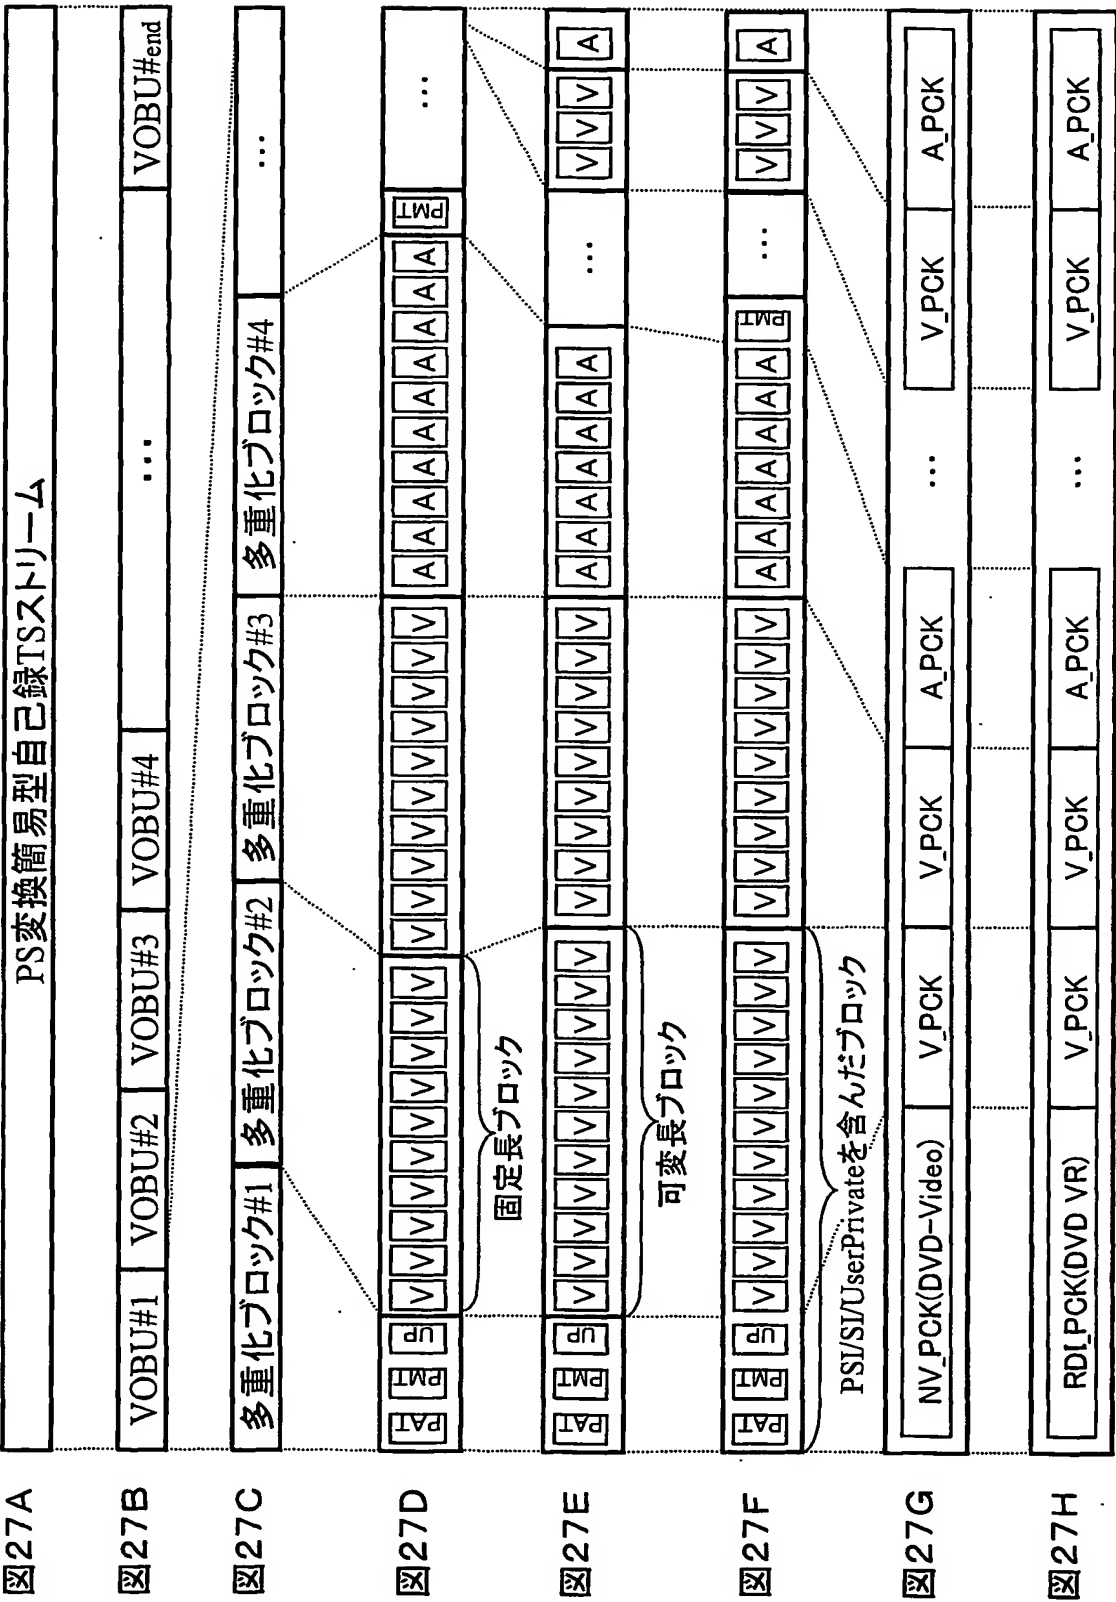 図27A
PS変換簡易型自己録TSストリーム
図27B
VOBU#1 VOBU#2 VOBU#3 VOBU#4 ... VOBU#end
図27C
多重化ブロック#1 多重化ブロック#2 多重化ブロック#3 多重化ブロック#4 ...
図27D
PAT PMT UP V V V V V V V V V V V V V V V V V V V V A A A A A A A A A A PMT ...
固定長ブロック
図27E
PAT PMT UP V V V V V V V V V V V V V V V V V V V V A A A A A A A ... V V V A
可変長ブロック
図27F
PAT PMT UP V V V V V V V V V V V V V V V V V V V V A A A A A A A PMT ... V V V A
PSI/SI/UserPrivateを含んだブロック
図27G
NV_PCK(DVD-Video) V_PCK V_PCK A_PCK ... V_PCK A_PCK
図27H
RDI_PCK(DVD VR) V_PCK V_PCK A_PCK ... V_PCK A_PCK